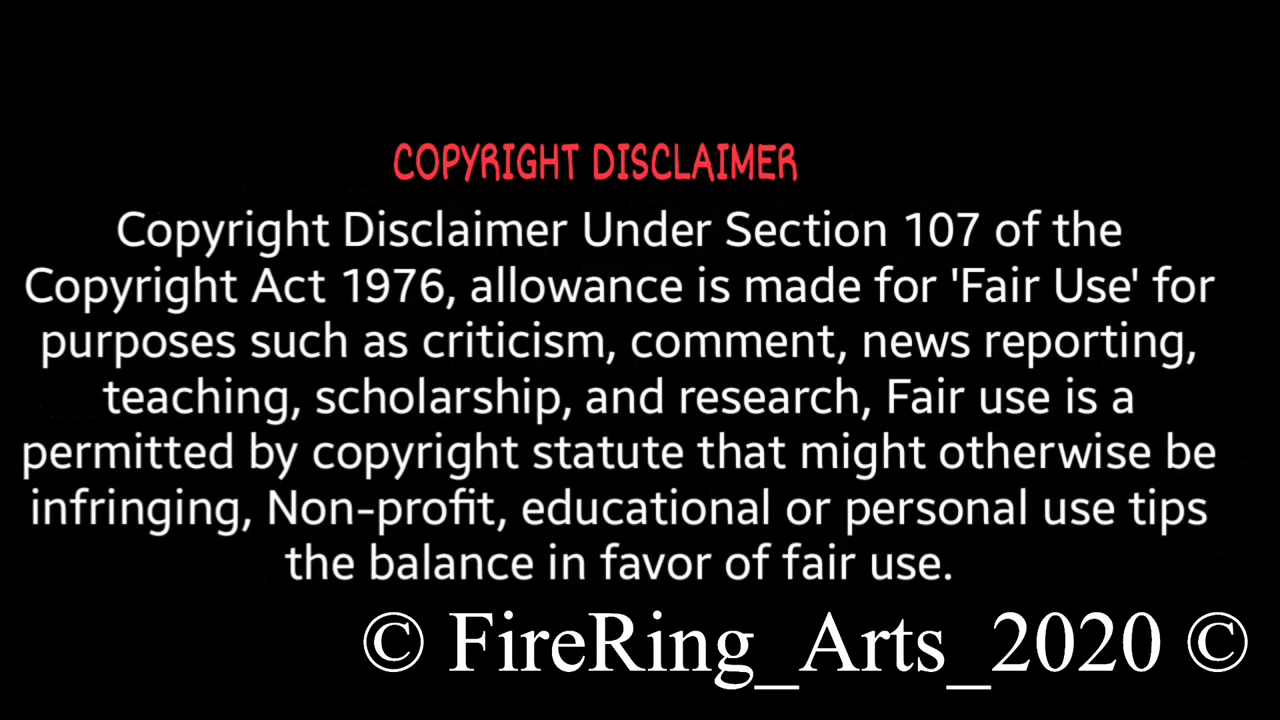 COPYRIGHT DISCLAIMER
Copyright Disclaimer Under Section 107 of the
Copyright Act 1976, allowance is made for 'Fair Use' for
purposes such as criticism, comment, news reporting,
teaching, scholarship, and research, Fair use is a
permitted by copyright statute that might otherwise be
infringing, Non-profit, educational or personal use tips
the balance in favor of fair use.
© FireRing_Arts_2020 ©